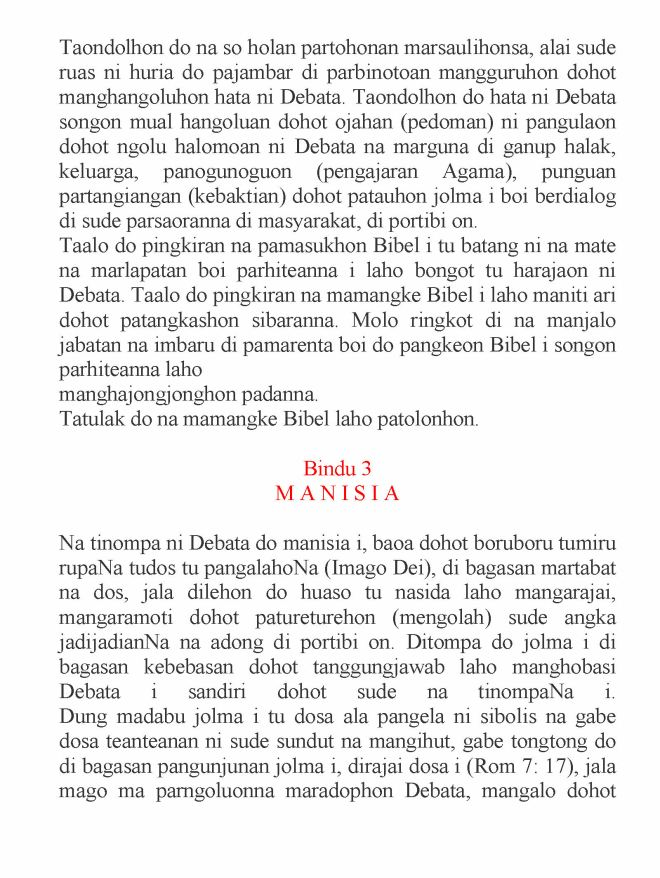 Taondolhon do na so holan partohonan marsaulihonsa, alai sude
ruas ni huria do pajambar di parbinotoan mangguruhon dohot
manghangoluhon hata ni Debata. Taondolhon do hata ni Debata
songon mual hangoluan dohot ojahan (pedoman) ni pangulaon
dohot ngolu halomoan ni Debata na marguna di ganup halak,
keluarga, panogunoguon (pengajaran Agama), punguan
partangiangan (kebaktian) dohot patauhon jolma i boi berdialog
di sude parsaoranna di masyarakat, di portibi on.
Taalo do pingkiran na pamasukhon Bibel i tu batang ni na mate
na marlapatan boi parhiteanna i laho bongot tu harajaon ni
Debata. Taalo do pingkiran na mamangke Bibel i laho maniti ari
dohot patangkashon sibaranna. Molo ringkot di na manjalo
jabatan na imbaru di pamarenta boi do pangkeon Bibel i songon
parhiteanna laho
manghajongjonghon padanna.
Tatulak do na mamangke Bibel laho patolonhon.
Bindu 3
M A N I S I A
Na tinompa ni Debata do manisia i, baoa dohot boruboru tumiru
rupaNa tudos tu pangalahoNa (Imago Dei), di bagasan martabat
na dos, jala dilehon do huaso tu nasida laho mangarajai,
mangaramoti dohot patureturehon (mengolah) sude angka
jadijadianNa na adong di portibi on. Ditompa do jolma i di
bagasan kebebasan dohot tanggungjawab laho manghobasi
Debata i sandiri dohot sude na tinompaNa i.
Dung madabu jolma i tu dosa ala pangela ni sibolis na gabe
dosa teanteanan ni sude sundut na mangihut, gabe tongtong do
di bagasan pangunjunan jolma i, dirajai dosa i (Rom 7: 17), jala
mago ma parngoluonna maradophon Debata, mangalo dohot